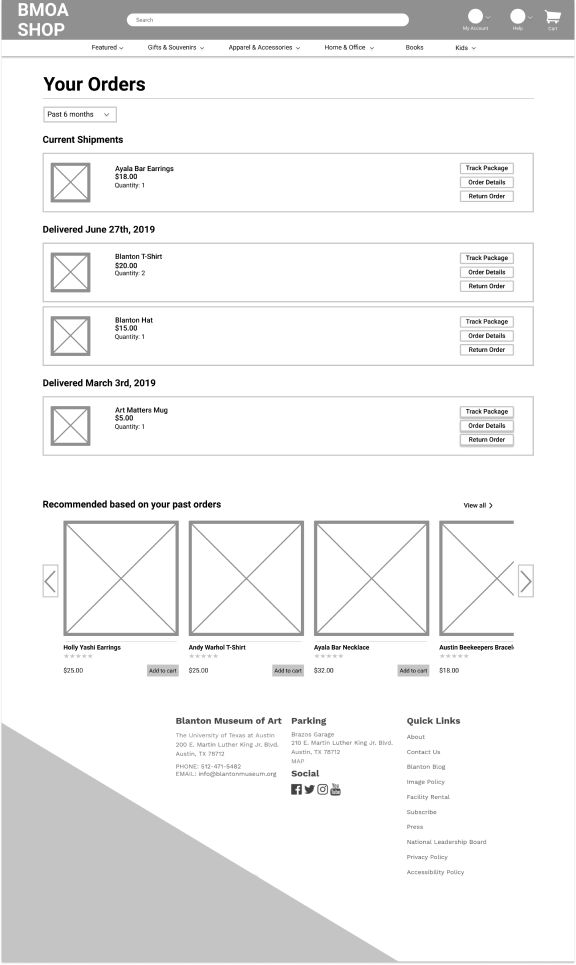 BMOA
SHOP
Search
My Account
Help
Cart
Featured
Gifts & Souvenirs
Apparel & Accessories
Home & Office
Books
Kids
Your Orders
Past 6 months
Current Shipments
Ayala Bar Earrings
$18.00
Quantity: 1
Track Package
Order Details
Return Order
Delivered June 27th, 2019
Blanton T-Shirt
$20.00
Quantity: 2
Track Package
Order Details
Return Order
Blanton Hat
$15.00
Quantity: 1
Track Package
Order Details
Return Order
Delivered March 3rd, 2019
Art Matters Mug
$5.00
Quantity: 1
Track Package
Order Details
Return Order
Recommended based on your past orders
View all
Holly Yashi Earrings
$25.00
Add to cart
Andy Warhol T-Shirt
$25.00
Add to cart
Ayala Bar Necklace
$32.00
Add to cart
Austin Beekeepers Bracel
$18.00
Blanton Museum of Art
The University of Texas at Austin
200 E. Martin Luther King Jr. Blvd.
Austin, TX 78712
PHONE: 512-471-5482
EMAIL: info@blantonmuseum.org
Parking
Brazos Garage
210 E. Martin Luther King Jr. Blvd.
Austin, TX 78712
MAP
Social
You
Tube
Quick Links
About
Contact Us
Blanton Blog
Image Policy
Facility Rental
Subscribe
Press
National Leadership Board
Privacy Policy
Accessibility Policy